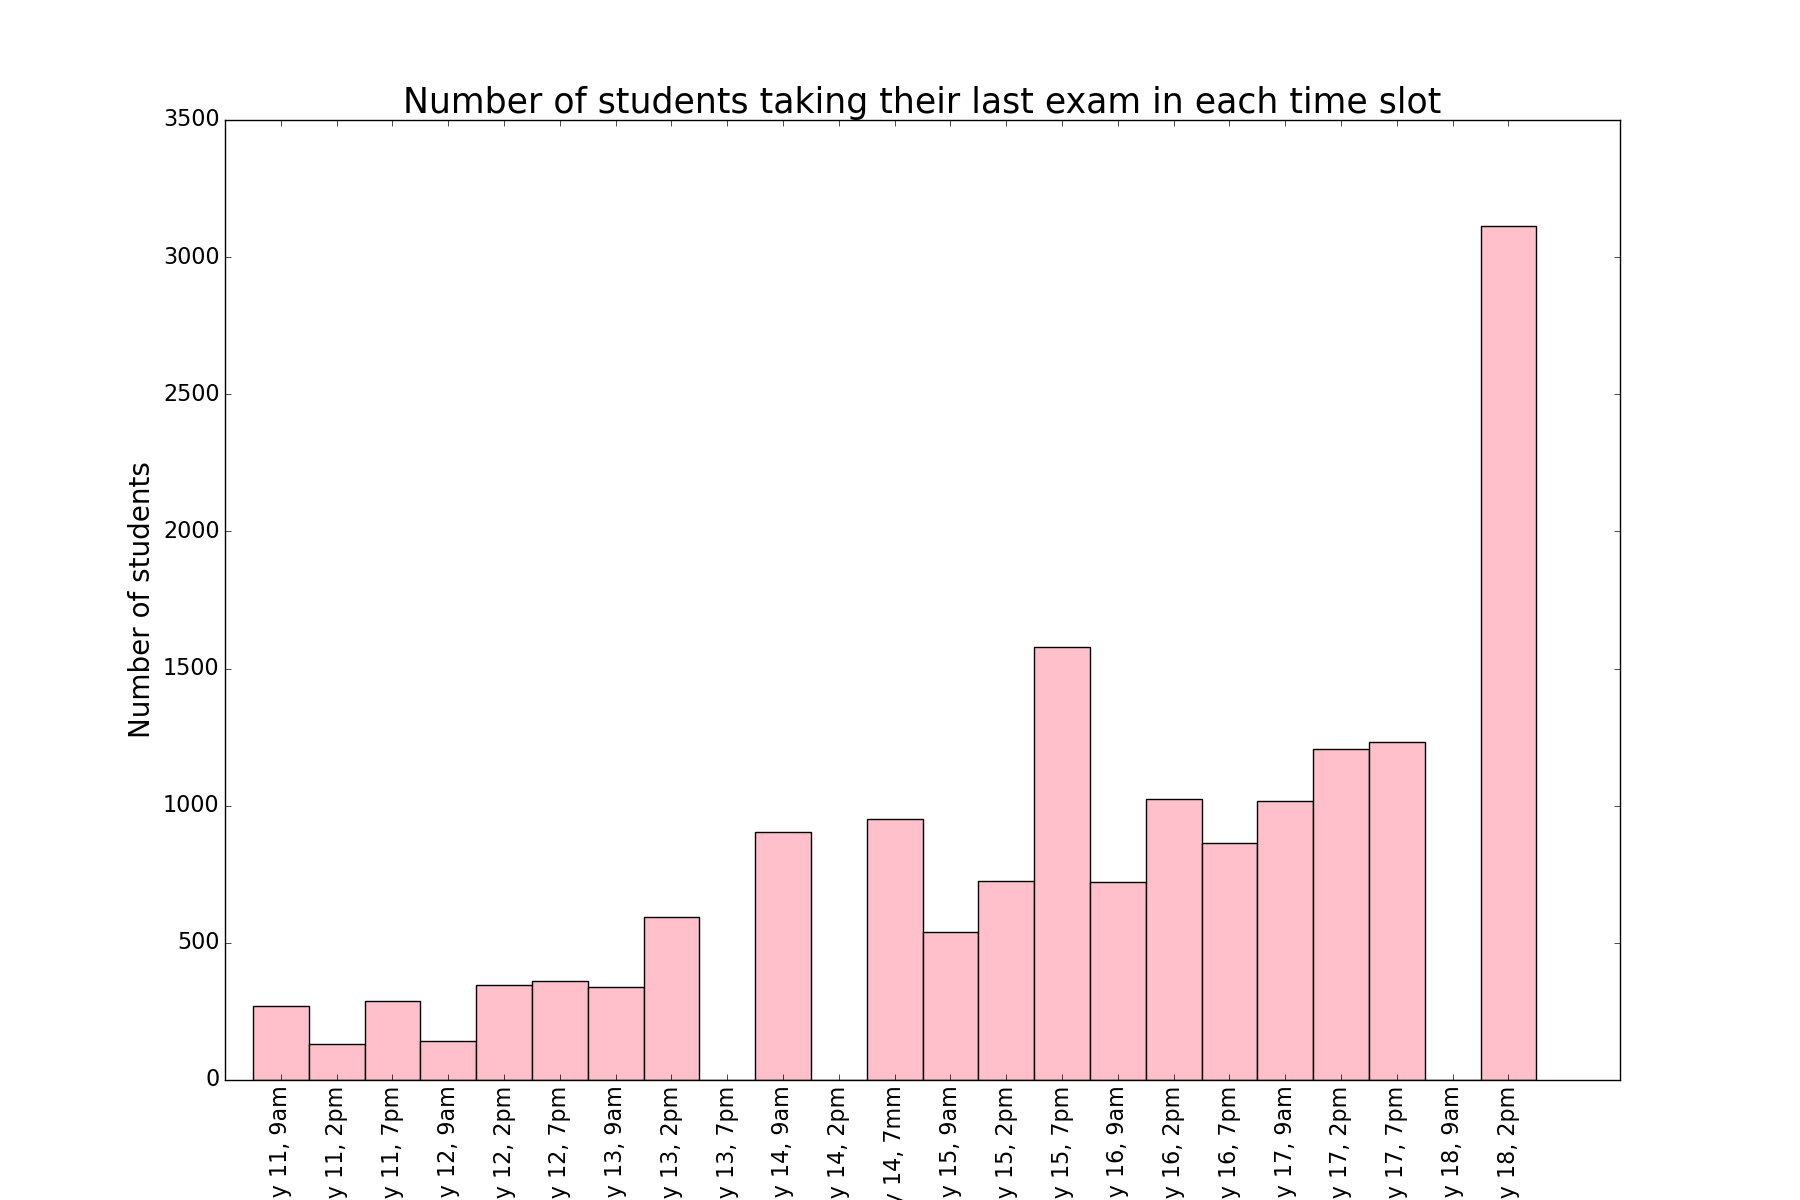 Number of students taking their last exam in each time slot
Number of students
3500
3000
2500
2000
1500
1000
500
0
y 11, 9am
y 11, 2pm
y 11, 7pm
y 12, 9am
y 12, 2pm
y 12, 7pm
y 13, 9am
y 13, 2pm
y 13, 7pm
y 14, 9am
y 14, 2pm
y 14, 7mm
y 15, 9am
y 15, 2pm
y 15, 7pm
y 16, 9am
y 16, 2pm
y 16, 7pm
y 17, 9am
y 17, 2pm
y 17, 7pm
y 18, 9am
y 18, 2pm